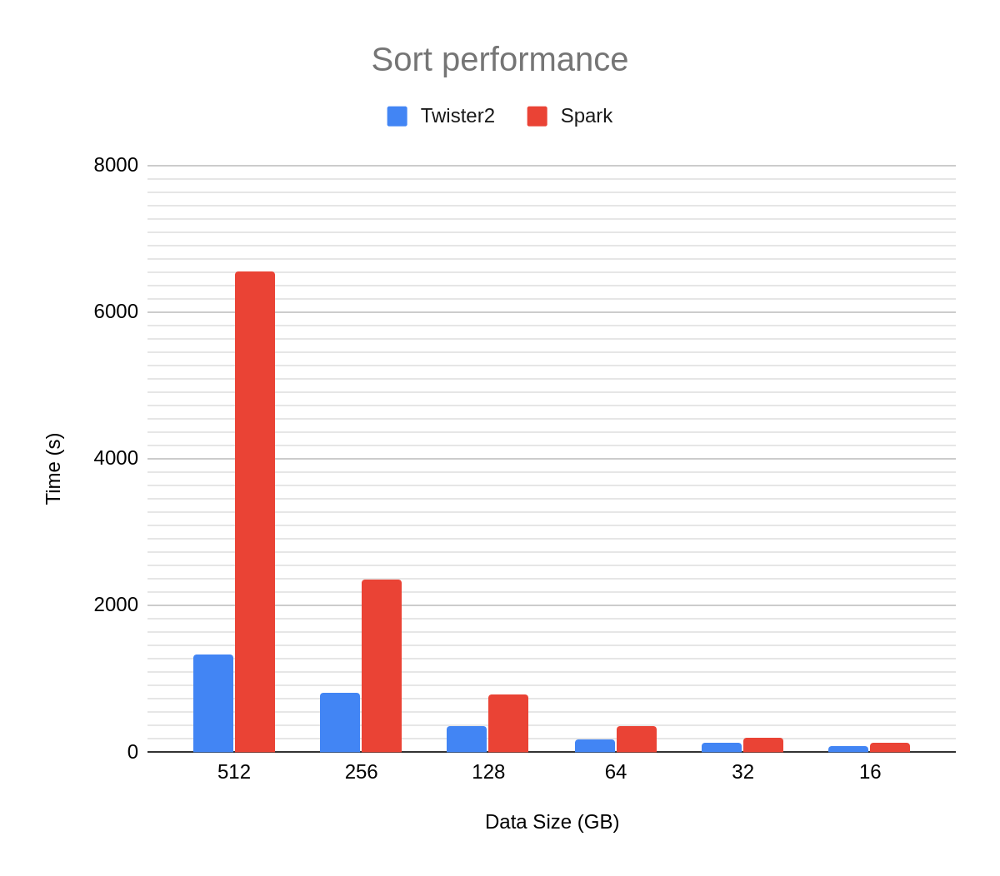 Sort performance
Twister2 Spark
8000
6000
4000
2000
0
Time (s)
512 256 128 64 32 16
Data Size (GB)